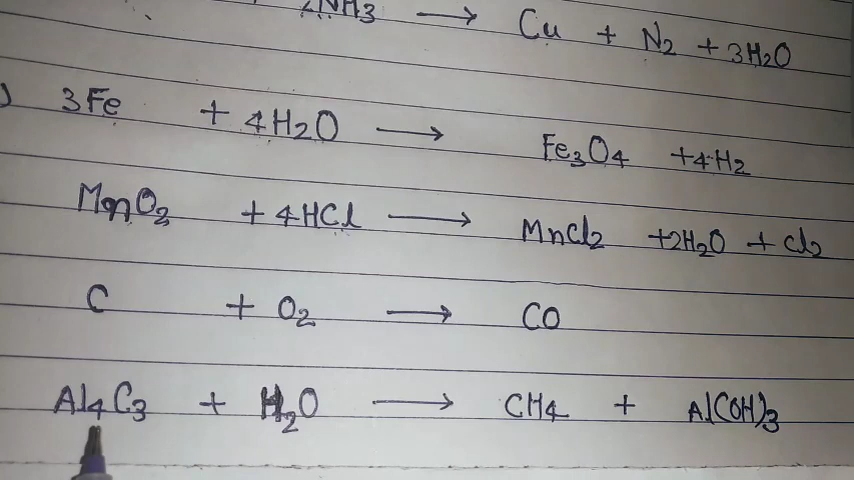 2NH3 ⟶ Cu + N2 + 3H2O
) 3Fe + 4H2O ⟶ Fe3O4 + 4H2
MnO2 + 4HCl ⟶ MnCl2 + 2H2O + Cl2
C + O2 ⟶ CO
Al4C3 + H2O ⟶ CH4 + Al(OH)3